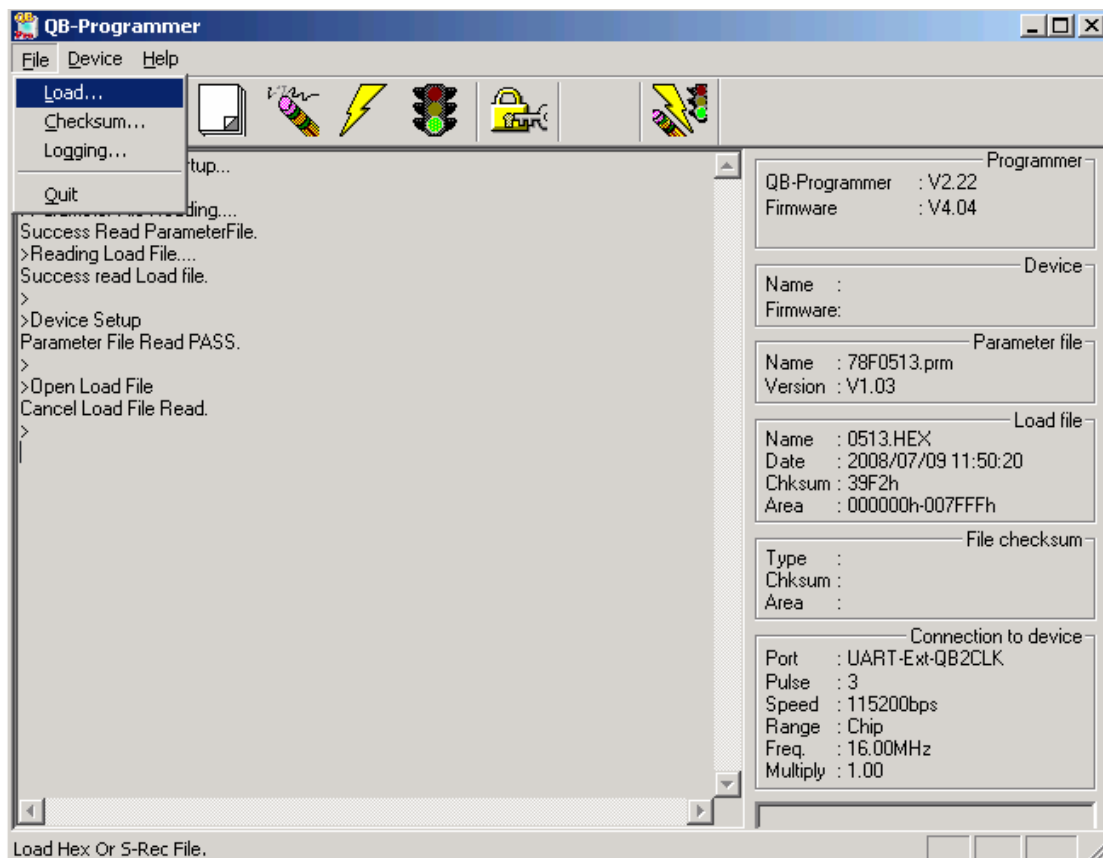 QB-Programmer
File Device Help
Load...
Checksum...
Logging...
Quit
tup...
ding....
Success Read ParameterFile.
>Reading Load File....
Success read Load file.
>
>Device Setup
Parameter File Read PASS.
>
>Open Load File
Cancel Load File Read.
>
Programmer
QB-Programmer : V2.22
Firmware : V4.04
Device
Name :
Firmware:
Parameter file
Name : 78F0513.prm
Version : V1.03
Load file
Name : 0513.HEX
Date : 2008/07/09 11:50:20
Chksum : 39F2h
Area : 000000h-007FFFh
File checksum
Type :
Chksum :
Area :
Connection to device
Port : UART-Ext-QB2CLK
Pulse : 3
Speed : 115200bps
Range : Chip
Freq. : 16.00MHz
Multiply : 1.00
Load Hex Or S-Rec File.